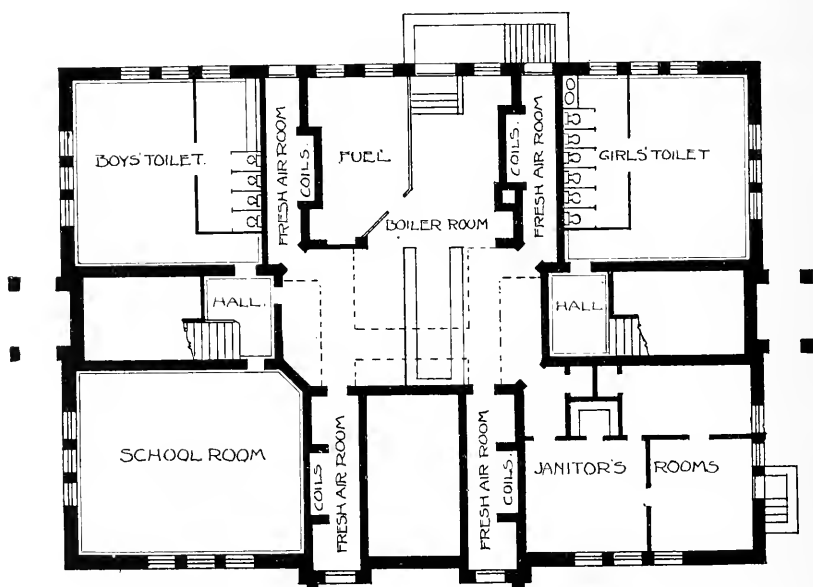 BOYS' TOILET.
FRESH AIR ROOM
COILS.
FUEL
BOILER ROOM
COILS.
FRESH AIR ROOM
GIRLS' TOILET
HALL.
HALL
SCHOOL ROOM
COILS
FRESH AIR ROOM
FRESH AIR ROOM
COILS.
JANITOR'S ROOMS